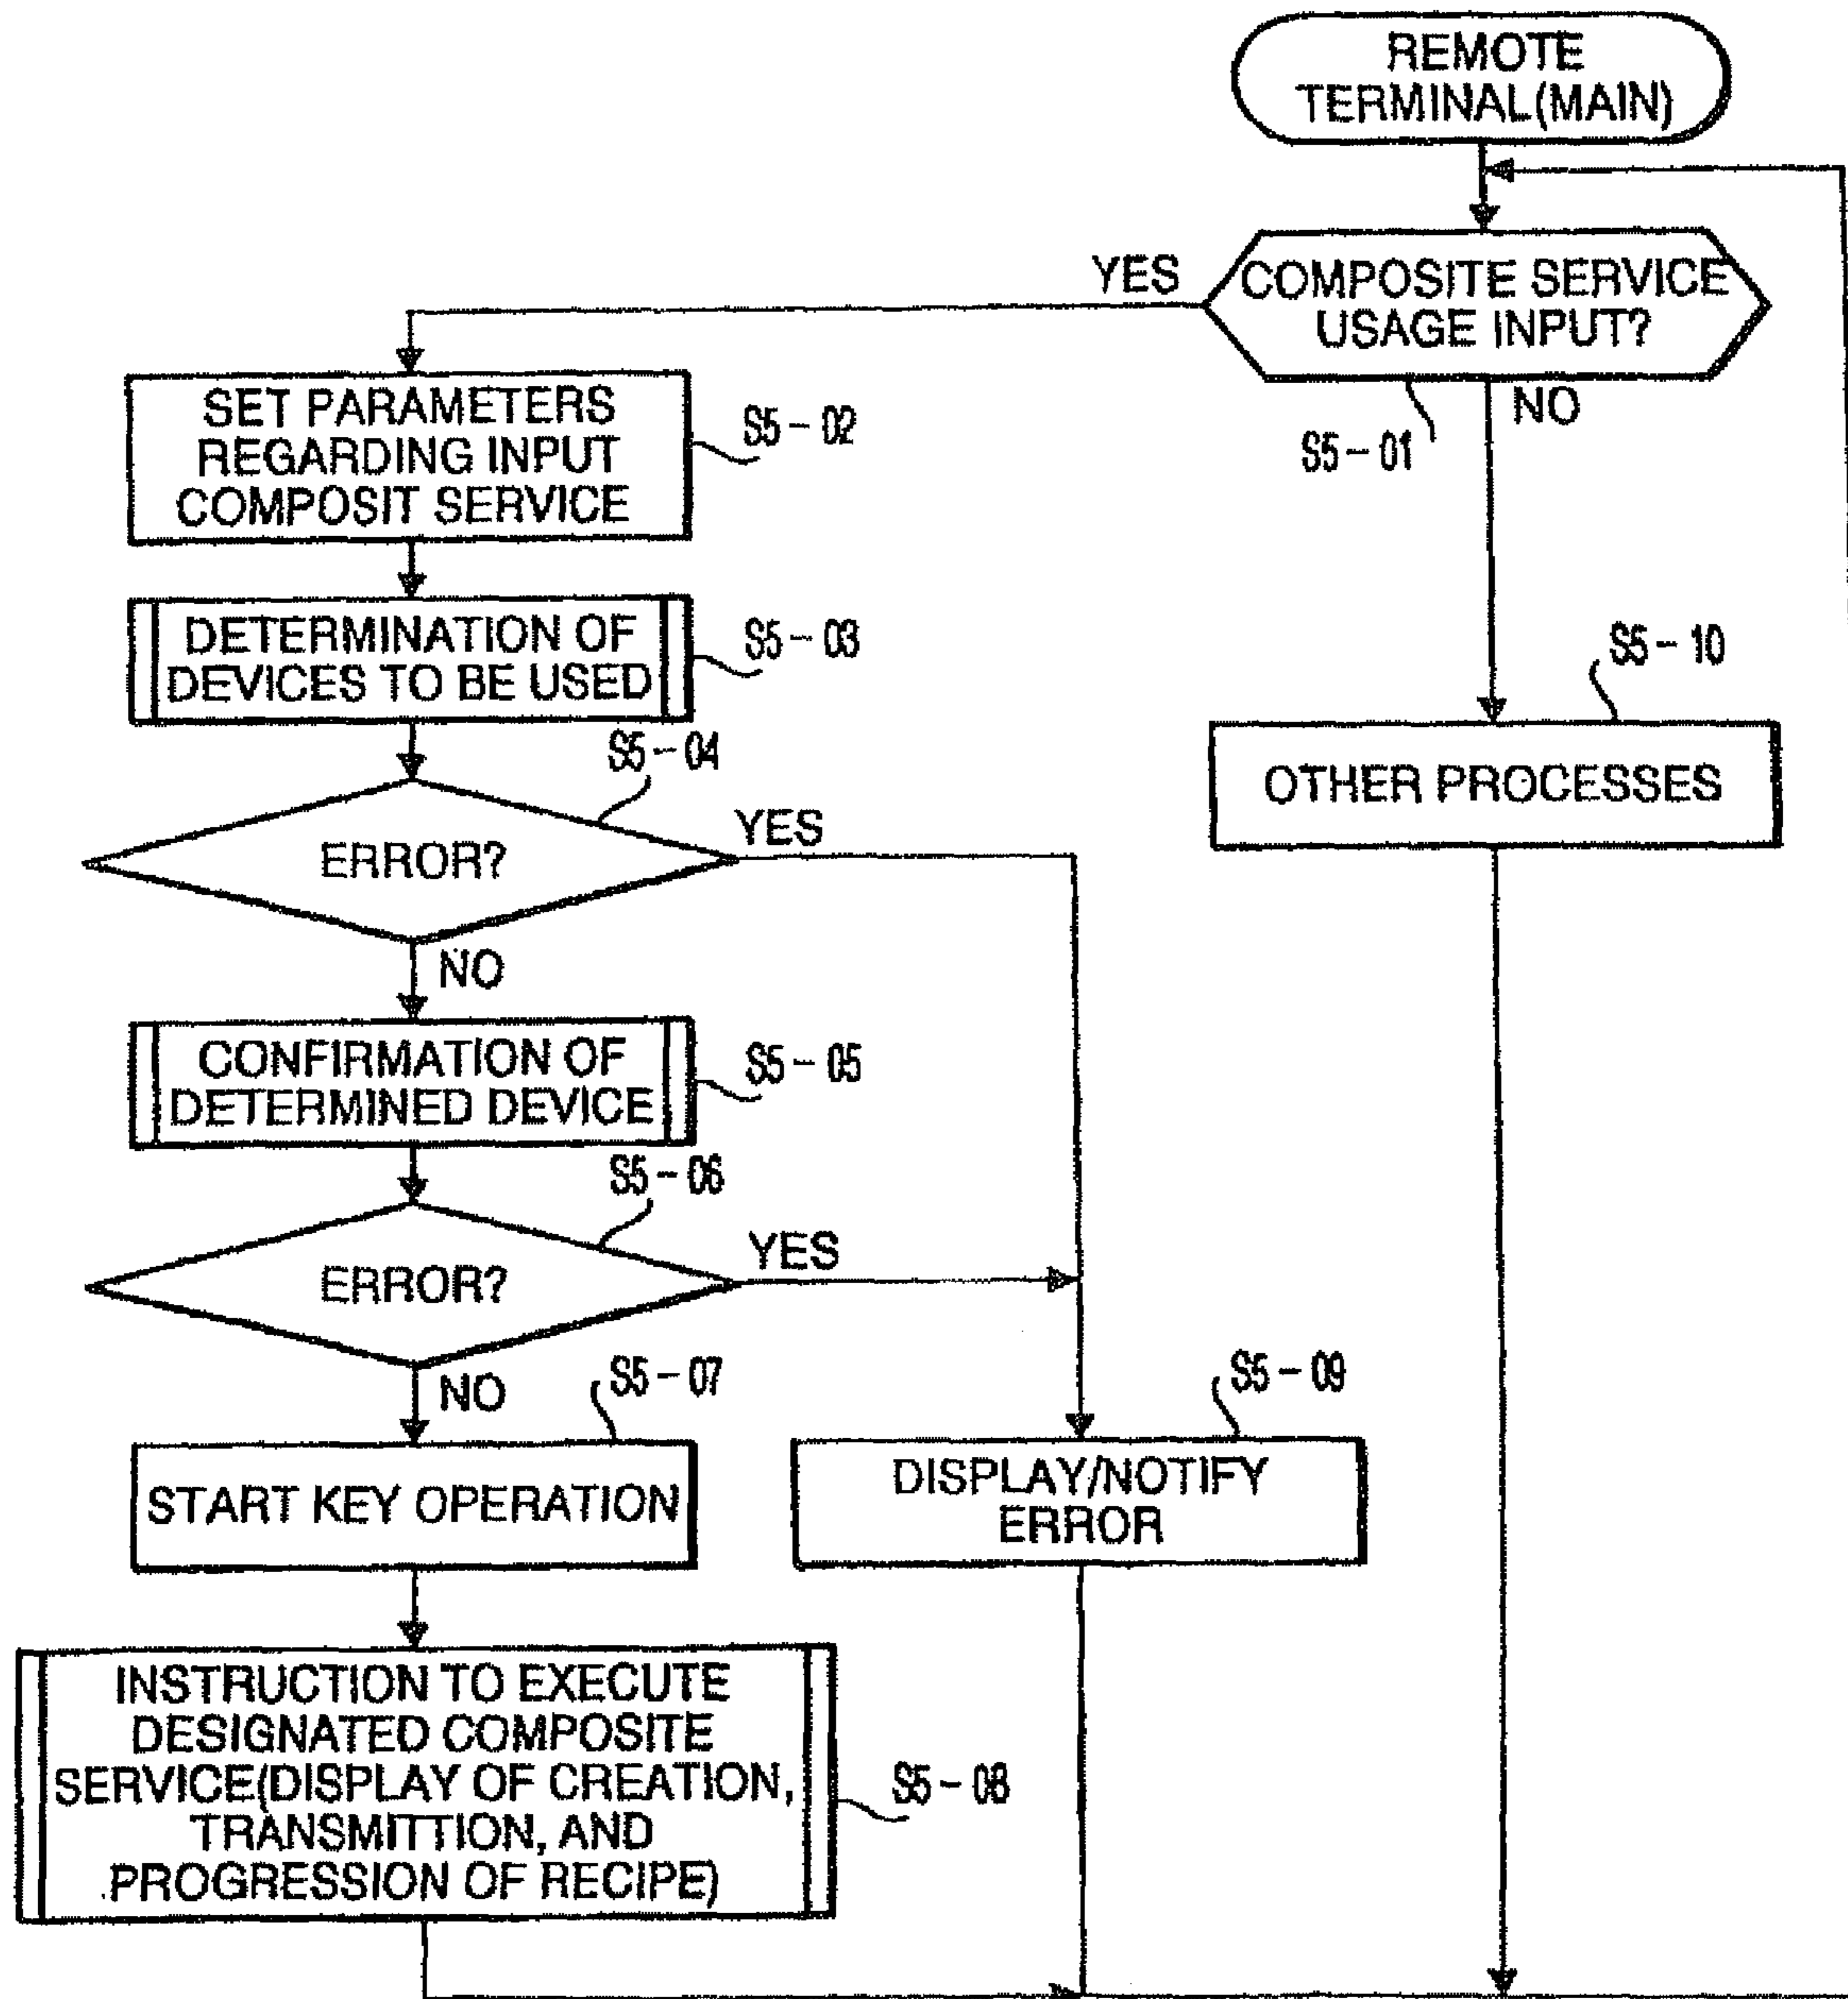 REMOTE
TERMINAL(MAIN)
COMPOSITE SERVICE
USAGE INPUT?
YES
NO
S5-01
SET PARAMETERS
REGARDING INPUT
COMPOSIT SERVICE
S5-02
DETERMINATION OF
DEVICES TO BE USED
S5-03
S5-10
OTHER PROCESSES
S5-04
ERROR?
YES
NO
CONFIRMATION OF
DETERMINED DEVICE
S5-05
S5-06
ERROR?
YES
NO
S5-07
START KEY OPERATION
S5-09
DISPLAY/NOTIFY
ERROR
INSTRUCTION TO EXECUTE
DESIGNATED COMPOSITE
SERVICE(DISPLAY OF CREATION,
TRANSMITTION, AND
PROGRESSION OF RECIPE)
S5-08